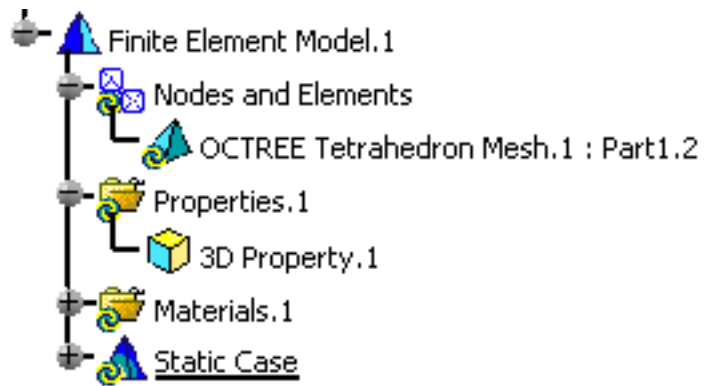 Finite Element Model.1
Nodes and Elements
OCTREE Tetrahedron Mesh.1 : Part1.2
Properties.1
3D Property.1
Materials.1
Static Case